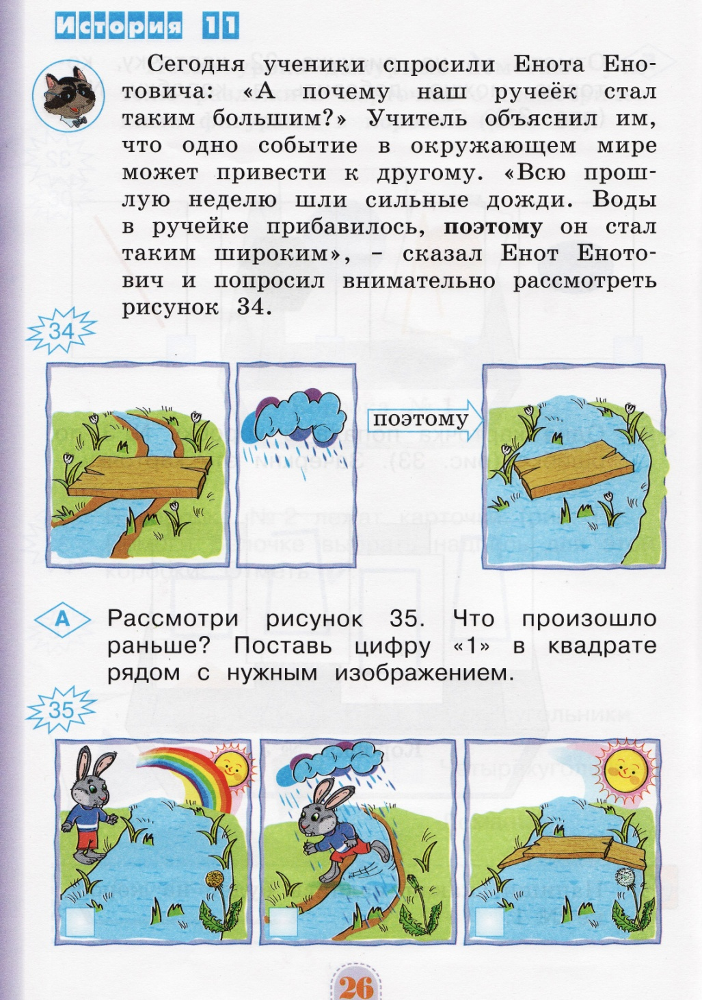 История 11
Сегодня ученики спросили Енота Ено-
товича: «А почему наш ручеёк стал
таким большим?» Учитель объяснил им,
что одно событие в окружающем мире
может привести к другому. «Всю прош-
лую неделю шли сильные дожди. Воды
в ручейке прибавилось, поэтому он стал
таким широким», – сказал Енот Еното-
вич и попросил внимательно рассмотреть
рисунок 34.
34
поэтому
А
Рассмотри рисунок 35. Что произошло
раньше? Поставь цифру «1» в квадрате
рядом с нужным изображением.
35
26